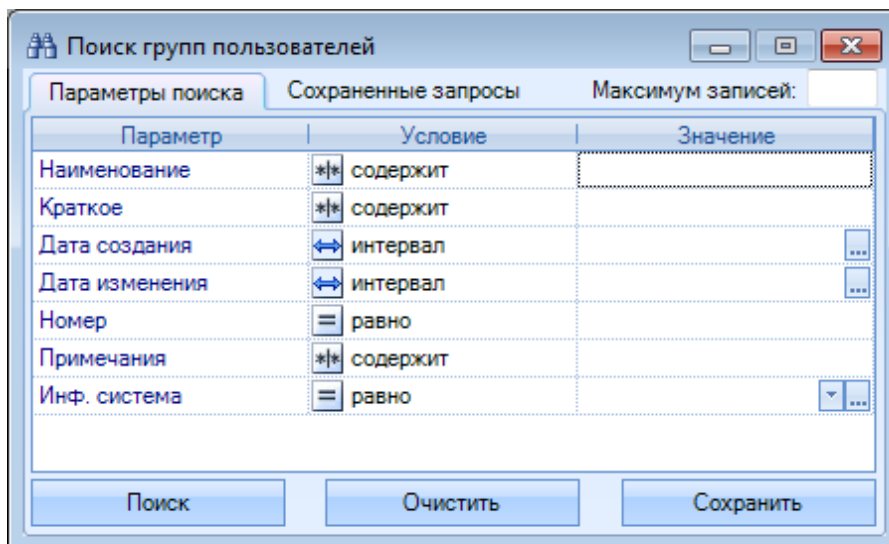 Поиск групп пользователей
Параметры поиска Сохраненные запросы Максимум записей:
Параметр Условие Значение
Наименование *|* содержит
Краткое *|* содержит
Дата создания интервал ...
Дата изменения интервал ...
Номер = равно
Примечания *|* содержит
Инф. система = равно ...
Поиск Очистить Сохранить